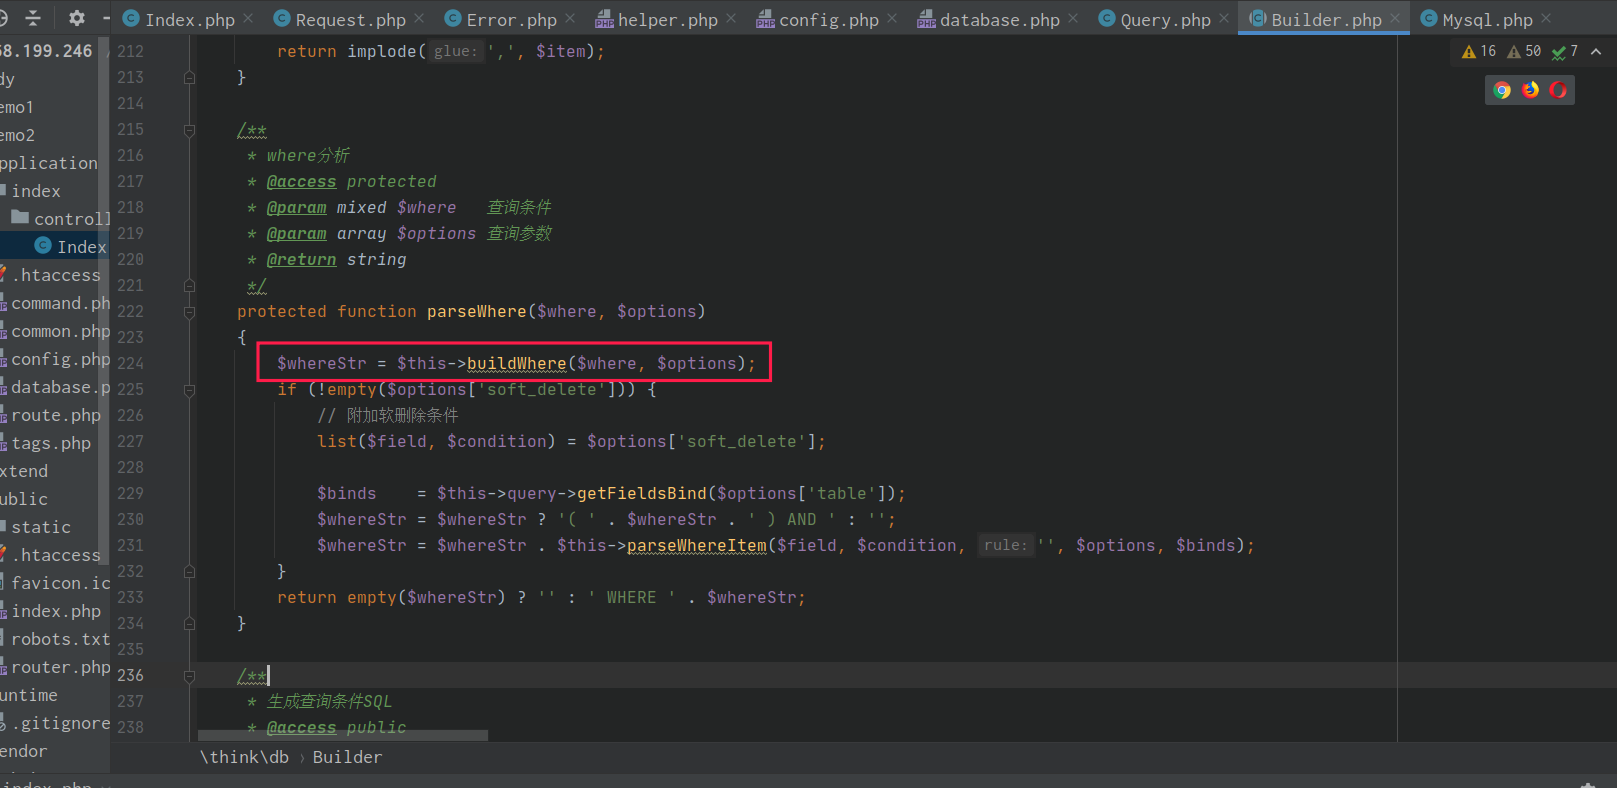 Index.php Request.php Error.php helper.php config.php database.php Query.php Builder.php Mysql.php
58.199.246
dy
emo1
emo2
pplication
index
controll
Index
.htaccess
command.ph
common.php
config.php
database.p
route.php
tags.php
xtend
ublic
static
.htaccess
favicon.ic
index.php
robots.txt
router.php
untime
.gitignore
endor
16 50 7
212 return implode( glue: ',', $item);
213 }
214
215 /**
216 * where分析
217 * @access protected
218 * @param mixed $where 查询条件
219 * @param array $options 查询参数
220 * @return string
221 */
222 protected function parseWhere($where, $options)
223 {
224 $whereStr = $this->buildWhere($where, $options);
225 if (!empty($options['soft_delete'])) {
226 // 附加软删除条件
227 list($field, $condition) = $options['soft_delete'];
228
229 $binds = $this->query->getFieldsBind($options['table']);
230 $whereStr = $whereStr ? '( ' . $whereStr . ' ) AND ' : '';
231 $whereStr = $whereStr . $this->parseWhereItem($field, $condition, rule: '', $options, $binds);
232 }
233 return empty($whereStr) ? '' : ' WHERE ' . $whereStr;
234 }
235
236 /**
237 * 生成查询条件SQL
238 * @access public
\think\db › Builder
index.php